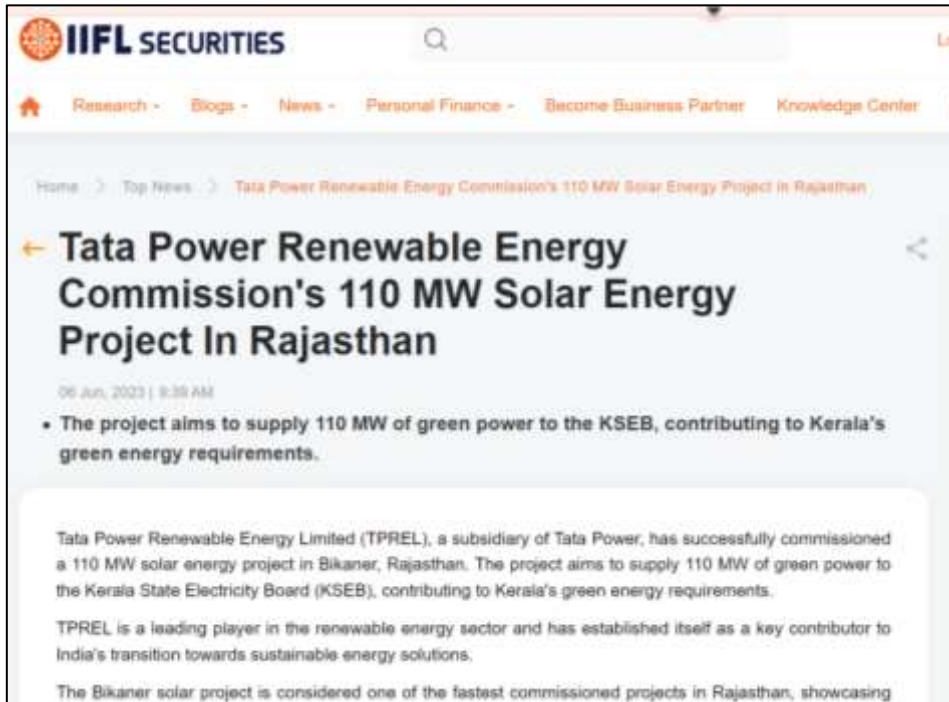 IIFL SECURITIES
Research Blogs News Personal Finance Become Business Partner Knowledge Center
Home > Top News > Tata Power Renewable Energy Commission's 110 MW Solar Energy Project In Rajasthan
Tata Power Renewable Energy
Commission's 110 MW Solar Energy
Project In Rajasthan
06 Jun, 2023 | 9:39 AM
• The project aims to supply 110 MW of green power to the KSEB, contributing to Kerala's
green energy requirements.
Tata Power Renewable Energy Limited (TPREL), a subsidiary of Tata Power, has successfully commissioned
a 110 MW solar energy project in Bikaner, Rajasthan. The project aims to supply 110 MW of green power to
the Kerala State Electricity Board (KSEB), contributing to Kerala's green energy requirements.
TPREL is a leading player in the renewable energy sector and has established itself as a key contributor to
India's transition towards sustainable energy solutions.
The Bikaner solar project is considered one of the fastest commissioned projects in Rajasthan, showcasing